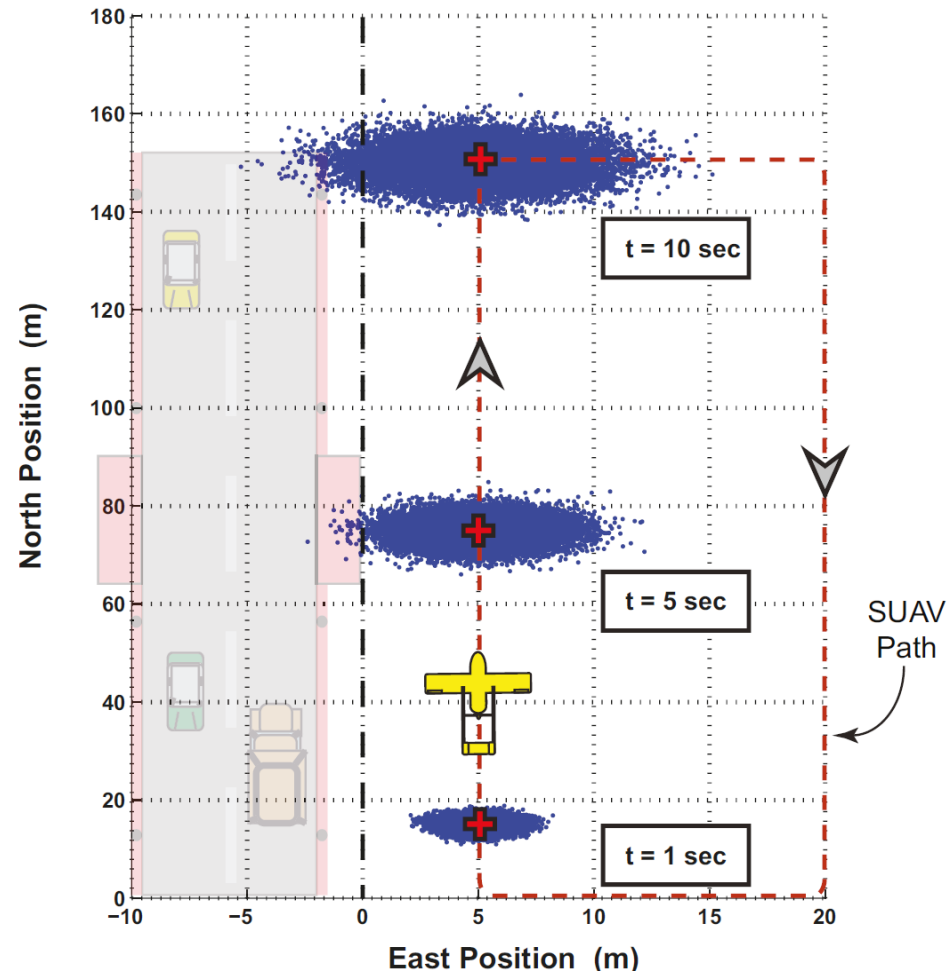 180
160
140
120
100
80
60
40
20
0
North Position (m)
t = 10 sec
t = 5 sec
SUAV
Path
t = 1 sec
−10
−5
0
5
10
15
20
East Position (m)